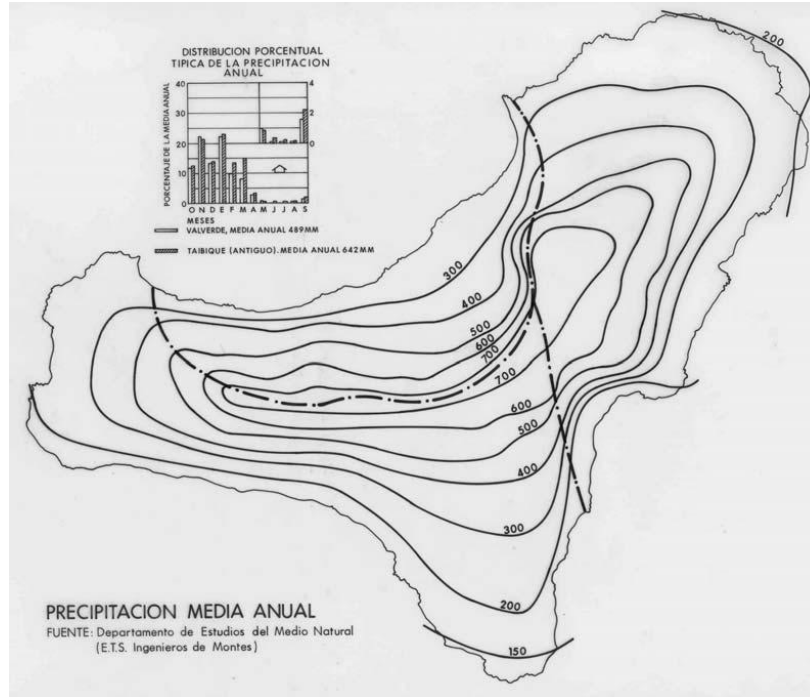 DISTRIBUCION PORCENTUAL
TIPICA DE LA PRECIPITACION
ANUAL
PORCENTAJE DE LA MEDIA ANUAL
40
30
20
10
0
4
2
0
O N D E F M A M J J A S
MESES
VALVERDE, MEDIA ANUAL 489MM
TAIBIQUE (ANTIGUO). MEDIA ANUAL 642MM
200
300
400
500
600
700
700
600
500
400
300
200
150
PRECIPITACION MEDIA ANUAL
FUENTE: Departamento de Estudios del Medio Natural
(E.T.S. Ingenieros de Montes)